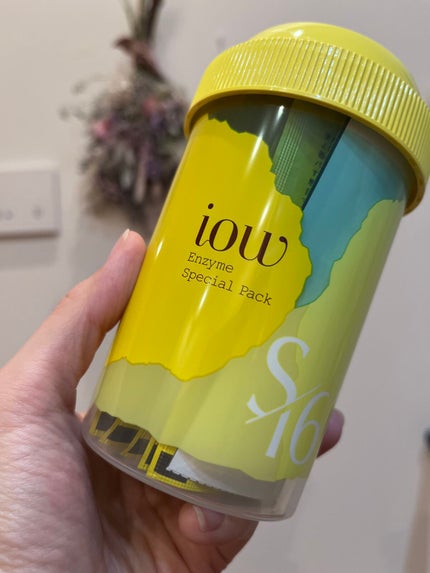 iow
Enzyme
Special Pack
S/16